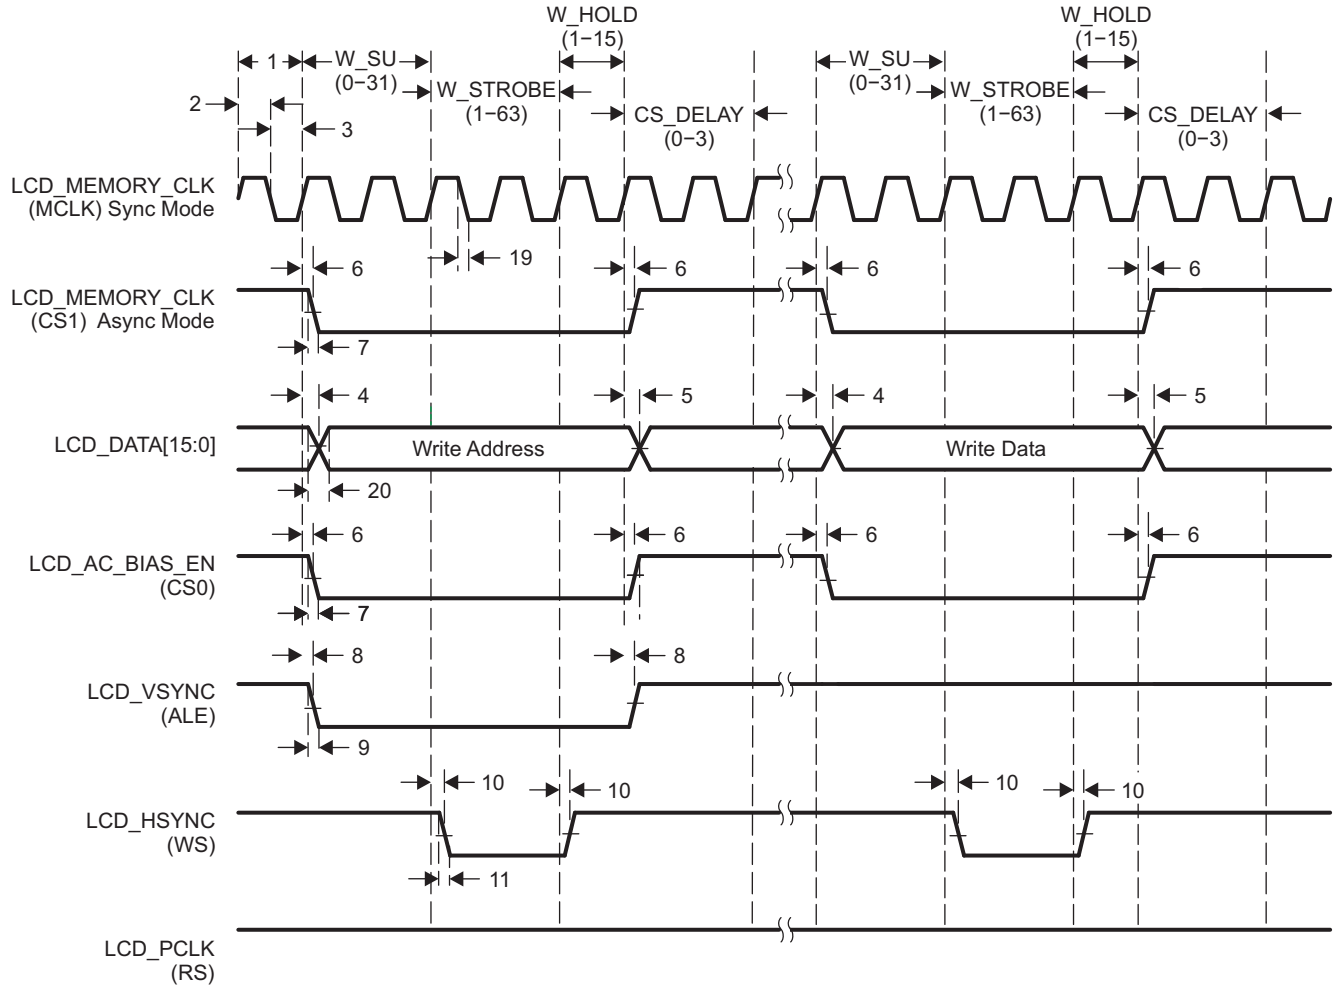 W_HOLD
(1−15)
W_HOLD
(1−15)
1
W_SU
(0−31)
W_SU
(0−31)
2
W_STROBE
(1−63)
W_STROBE
(1−63)
3
CS_DELAY
(0−3)
CS_DELAY
(0−3)
LCD_MEMORY_CLK
(MCLK) Sync Mode
19
6
6
6
6
LCD_MEMORY_CLK
(CS1) Async Mode
7
4
5
4
5
LCD_DATA[15:0]
Write Address
Write Data
20
6
6
6
6
LCD_AC_BIAS_EN
(CS0)
7
8
8
LCD_VSYNC
(ALE)
9
10
10
10
10
LCD_HSYNC
(WS)
11
LCD_PCLK
(RS)